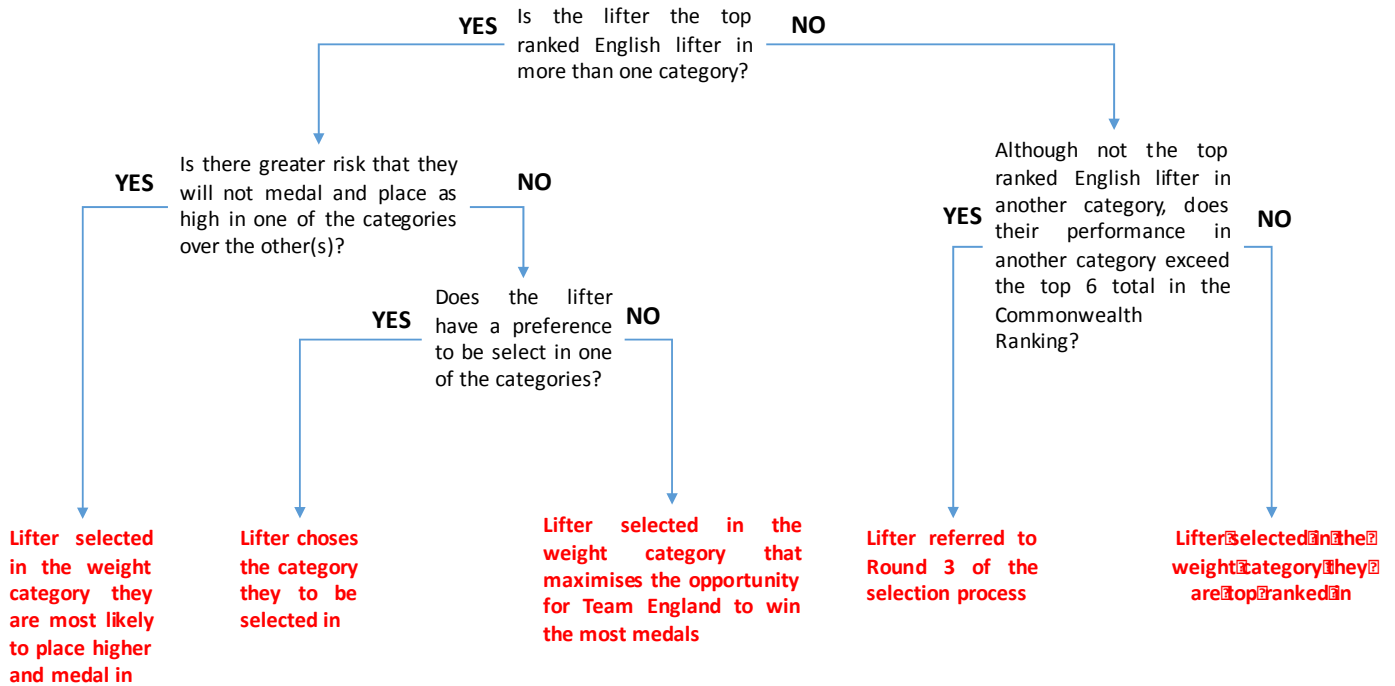 Is the lifter the top
ranked English lifter in
more than one category?
YES
NO
Is there greater risk that they
will not medal and place as
high in one of the categories
over the other(s)?
YES
NO
Although not the top
ranked English lifter in
another category, does
their performance in
another category exceed
the top 6 total in the
Commonwealth
Ranking?
YES
NO
Does the lifter
have a preference
to be select in one
of the categories?
YES
NO
Lifter selected
in the weight
category they
are most likely
to place higher
and medal in
Lifter choses
the category
they to be
selected in
Lifter selected in the
weight category that
maximises the opportunity
for Team England to win
the most medals
Lifter referred to
Round 3 of the
selection process
Lifter⍰selected⍰in⍰the⍰
weight⍰category⍰they⍰
are⍰top⍰ranked⍰in